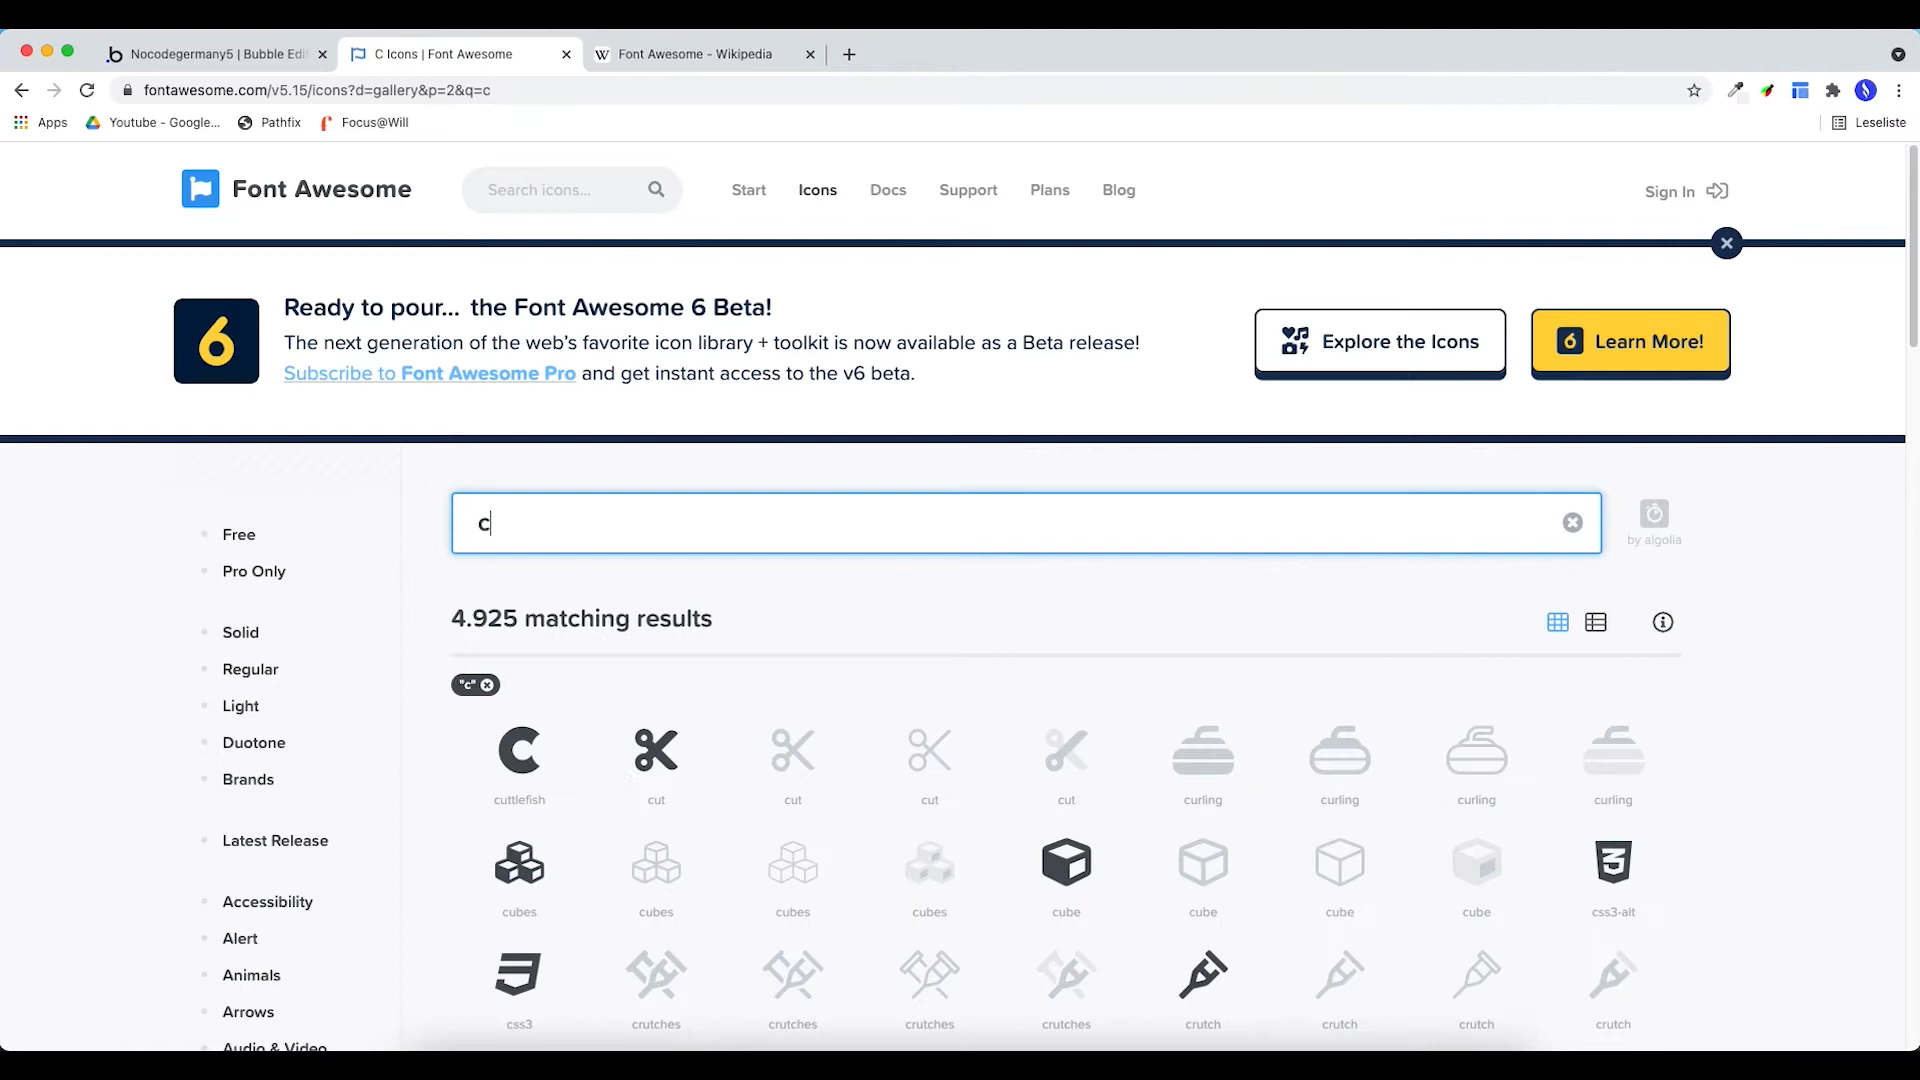 Nocodegermany5 | Bubble Edi
C Icons | Font Awesome
Font Awesome - Wikipedia
fontawesome.com/v5.15/icons?d=gallery&p=2&q=c
Apps
Youtube - Google...
Pathfix
Focus@Will
Leseliste
Font Awesome
Search icons...
Start
Icons
Docs
Support
Plans
Blog
Sign In
6
Ready to pour... the Font Awesome 6 Beta!
The next generation of the web's favorite icon library + toolkit is now available as a Beta release!
Subscribe to Font Awesome Pro and get instant access to the v6 beta.
Explore the Icons
6 Learn More!
Free
Pro Only
Solid
Regular
Light
Duotone
Brands
Latest Release
Accessibility
Alert
Animals
Arrows
Audio & Video
c
by algolia
4.925 matching results
"c"
cuttlefish
cut
cut
cut
cut
curling
curling
curling
curling
cubes
cubes
cubes
cubes
cube
cube
cube
cube
css3-alt
css3
crutches
crutches
crutches
crutches
crutch
crutch
crutch
crutch